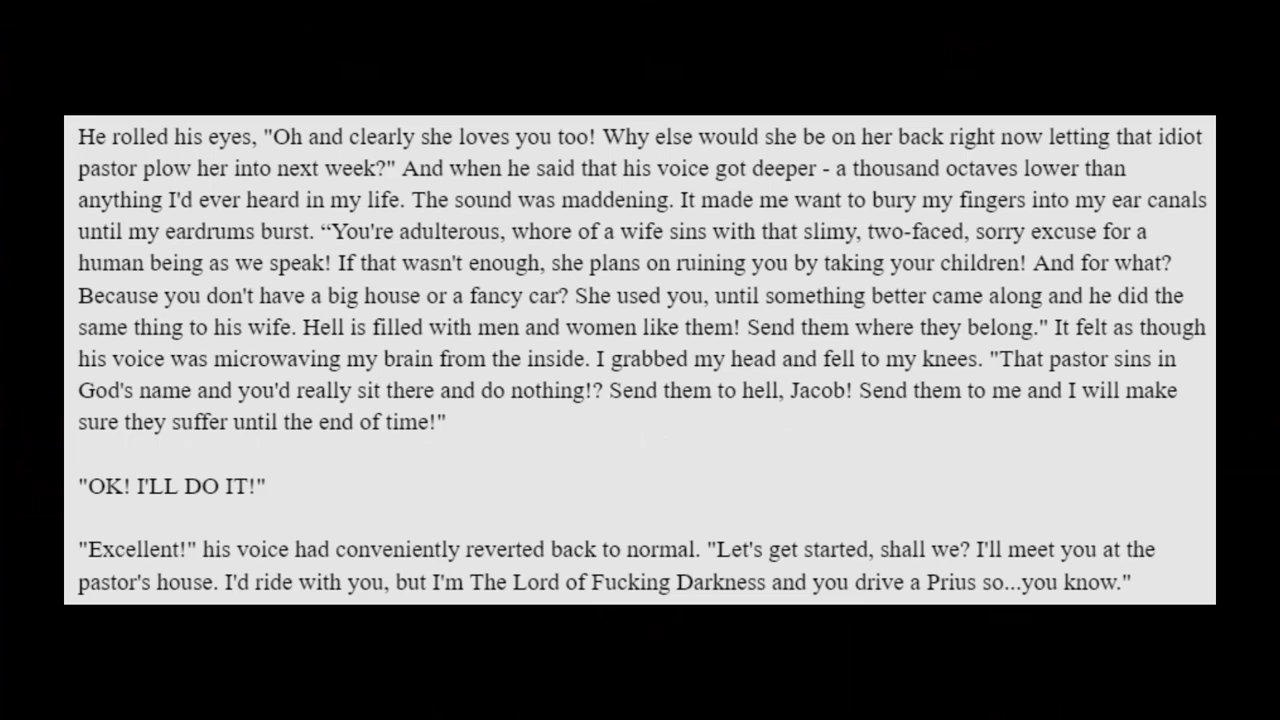 He rolled his eyes, "Oh and clearly she loves you too! Why else would she be on her back right now letting that idiot
pastor plow her into next week?" And when he said that his voice got deeper - a thousand octaves lower than
anything I'd ever heard in my life. The sound was maddening. It made me want to bury my fingers into my ear canals
until my eardrums burst. “You're adulterous, whore of a wife sins with that slimy, two-faced, sorry excuse for a
human being as we speak! If that wasn't enough, she plans on ruining you by taking your children! And for what?
Because you don't have a big house or a fancy car? She used you, until something better came along and he did the
same thing to his wife. Hell is filled with men and women like them! Send them where they belong." It felt as though
his voice was microwaving my brain from the inside. I grabbed my head and fell to my knees. "That pastor sins in
God's name and you'd really sit there and do nothing!? Send them to hell, Jacob! Send them to me and I will make
sure they suffer until the end of time!"
"OK! I'LL DO IT!"
"Excellent!" his voice had conveniently reverted back to normal. "Let's get started, shall we? I'll meet you at the
pastor's house. I'd ride with you, but I'm The Lord of Fucking Darkness and you drive a Prius so...you know."